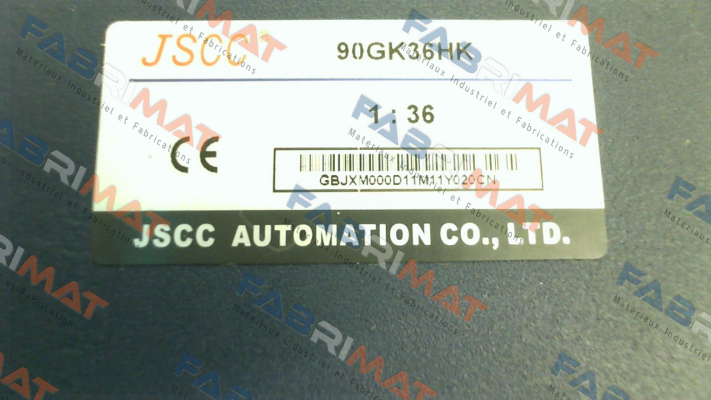 JSCC
90GK36HK
1 : 36
CE
GBJXM000D11M11Y020CN
JSCC AUTOMATION CO., LTD.
FABRIMAT
Materiaux Industriel et Fabrications